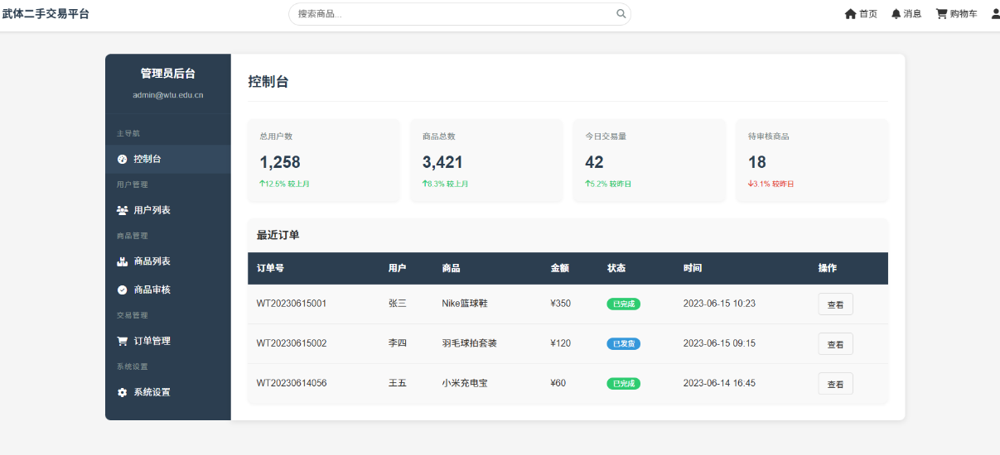 武体二手交易平台
搜索商品...
首页 消息 购物车
管理员后台
admin@wtu.edu.cn
主导航
控制台
用户管理
用户列表
商品管理
商品列表
商品审核
交易管理
订单管理
系统设置
系统设置
控制台
总用户数
1,258
↑12.5% 较上月
商品总数
3,421
↑8.3% 较上月
今日交易量
42
↑5.2% 较昨日
待审核商品
18
↓3.1% 较昨日
最近订单
订单号 用户 商品 金额 状态 时间 操作
WT20230615001 张三 Nike篮球鞋 ¥350 已完成 2023-06-15 10:23 查看
WT20230615002 李四 羽毛球拍套装 ¥120 已发货 2023-06-15 09:15 查看
WT20230614056 王五 小米充电宝 ¥60 已完成 2023-06-14 16:45 查看